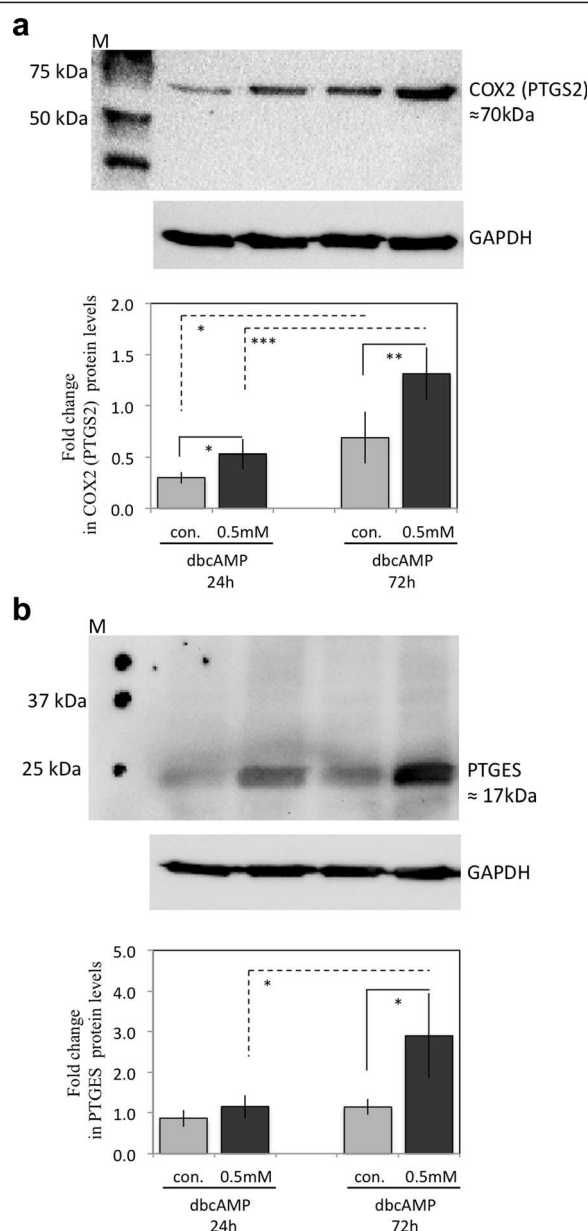 a
M
75 kDa
COX2 (PTGS2)
≈70kDa
50 kDa
GAPDH
Fold change
in COX2 (PTGS2) protein levels
2.0
1.5
1.0
0.5
0.0
*
***
**
*
con. 0.5mM con. 0.5mM
dbcAMP dbcAMP
24h 72h
b
M
37 kDa
25 kDa
PTGES
≈ 17kDa
GAPDH
Fold change
in PTGES protein levels
5.0
4.0
3.0
2.0
1.0
0.0
*
*
con. 0.5mM con. 0.5mM
dbcAMP dbcAMP
24h 72h